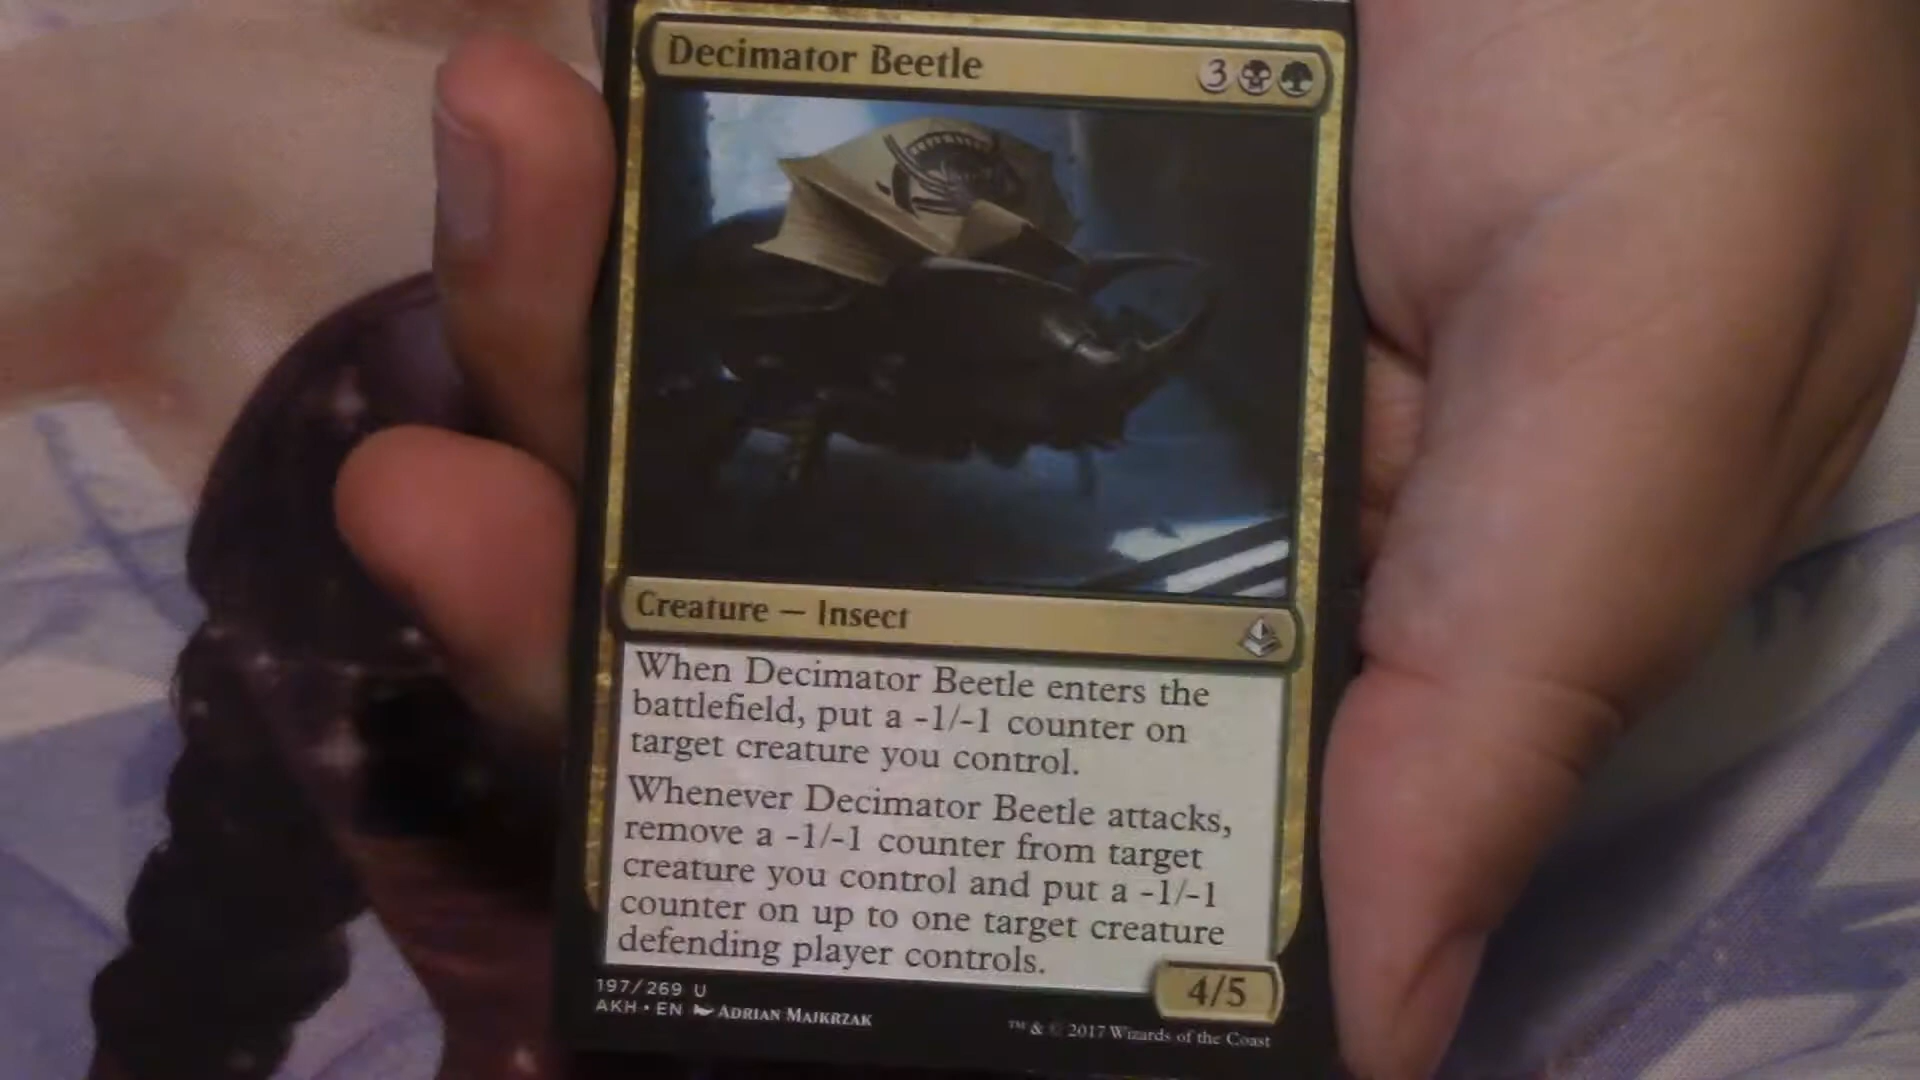 Decimator Beetle 3
Creature — Insect
When Decimator Beetle enters the
battlefield, put a -1/-1 counter on
target creature you control.
Whenever Decimator Beetle attacks,
remove a -1/-1 counter from target
creature you control and put a -1/-1
counter on up to one target creature
defending player controls.
4/5
197/269 U
AKH • EN ADRIAN MAJKRZAK
™ & © 2017 Wizards of the Coast